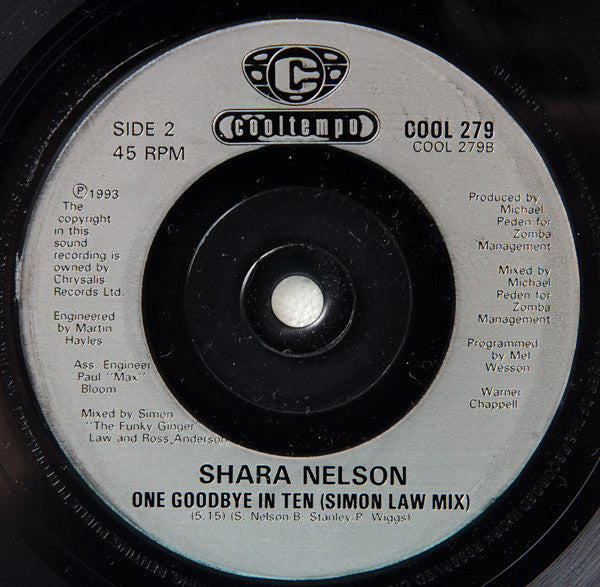 C
cooltempo
SIDE 2
45 RPM
COOL 279
COOL 279B
Ⓟ1993
The
copyright
in this
sound
recording is
owned by
Chrysalis
Records Ltd.
Engineered
by Martin
Hayles
Ass. Engineer
Paul "Max"
Bloom
Mixed by Simon
"The Funky Ginger"
Law and Ross Anderson
Produced by
Michael
Peden for
Zomba
Management
Mixed by
Michael
Peden for
Zomba
Management
Programmed
by Mel
Wesson
Warner
Chappell
SHARA NELSON
ONE GOODBYE IN TEN (SIMON LAW MIX)
(5.15) (S. Nelson/B. Stanley/P. Wiggs)